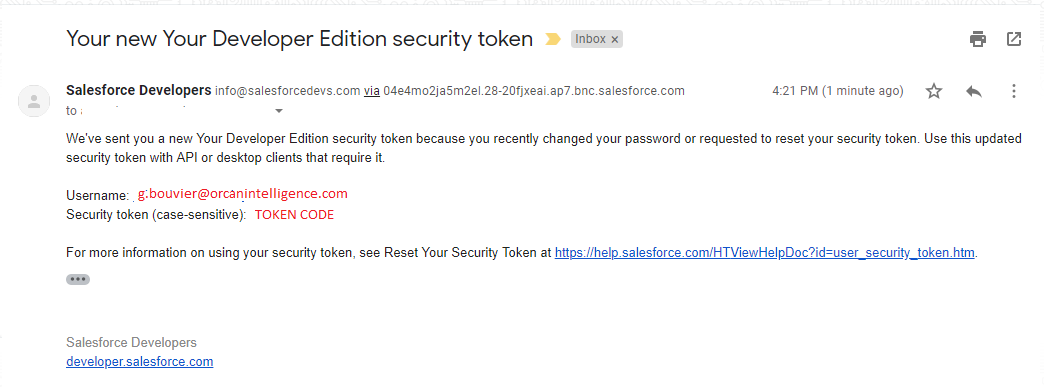 Your new Your Developer Edition security token Inbox ×
Salesforce Developers info@salesforcedevs.com via 04e4mo2ja5m2el.28-20fjxeai.ap7.bnc.salesforce.com 4:21 PM (1 minute ago)
to
We've sent you a new Your Developer Edition security token because you recently changed your password or requested to reset your security token. Use this updated
security token with API or desktop clients that require it.
Username: g.bouvier@orcanintelligence.com
Security token (case-sensitive): TOKEN CODE
For more information on using your security token, see Reset Your Security Token at https://help.salesforce.com/HTViewHelpDoc?id=user_security_token.htm.
Salesforce Developers
developer.salesforce.com